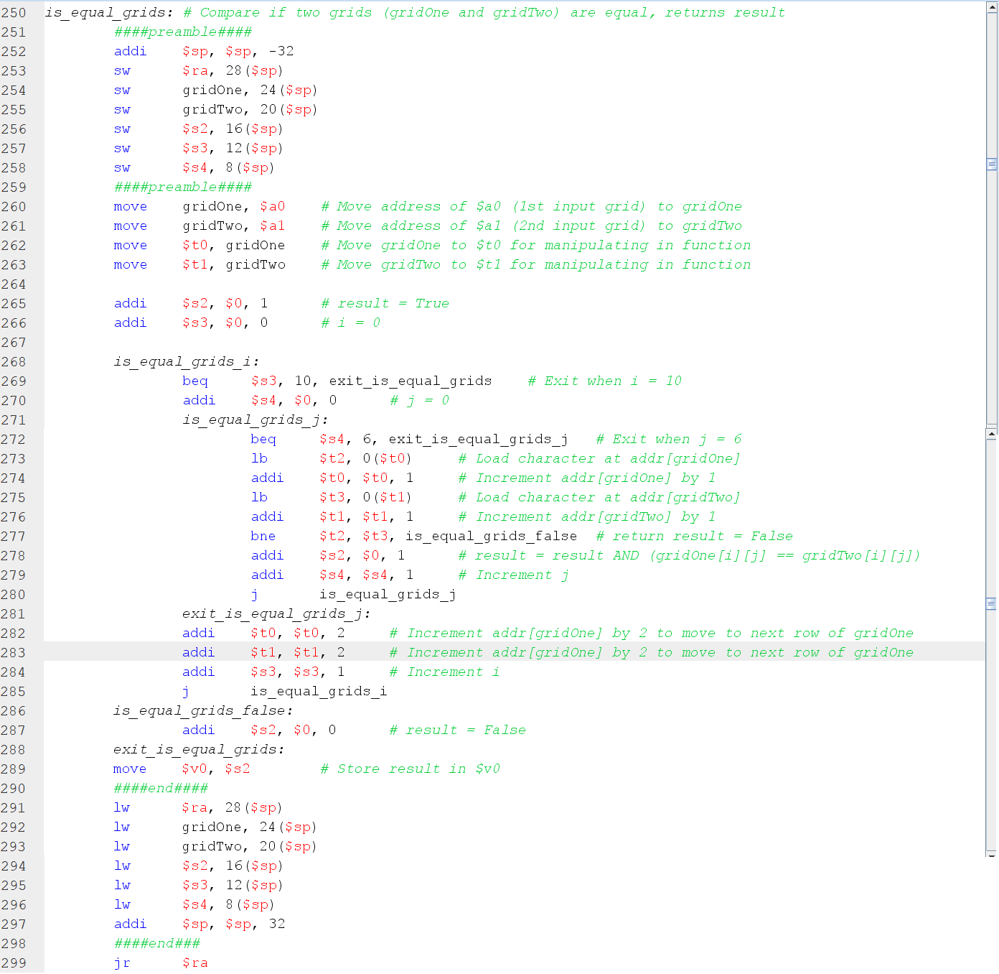 250 is_equal_grids: # Compare if two grids (gridOne and gridTwo) are equal, returns result
251 ####preamble####
252 addi $sp, $sp, -32
253 sw $ra, 28($sp)
254 sw gridOne, 24($sp)
255 sw gridTwo, 20($sp)
256 sw $s2, 16($sp)
257 sw $s3, 12($sp)
258 sw $s4, 8($sp)
259 ####preamble####
260 move gridOne, $a0 # Move address of $a0 (1st input grid) to gridOne
261 move gridTwo, $a1 # Move address of $a1 (2nd input grid) to gridTwo
262 move $t0, gridOne # Move gridOne to $t0 for manipulating in function
263 move $t1, gridTwo # Move gridTwo to $t1 for manipulating in function
264
265 addi $s2, $0, 1 # result = True
266 addi $s3, $0, 0 # i = 0
267
268 is_equal_grids_i:
269 beq $s3, 10, exit_is_equal_grids # Exit when i = 10
270 addi $s4, $0, 0 # j = 0
271 is_equal_grids_j:
272 beq $s4, 6, exit_is_equal_grids_j # Exit when j = 6
273 lb $t2, 0($t0) # Load character at addr[gridOne]
274 addi $t0, $t0, 1 # Increment addr[gridOne] by 1
275 lb $t3, 0($t1) # Load character at addr[gridTwo]
276 addi $t1, $t1, 1 # Increment addr[gridTwo] by 1
277 bne $t2, $t3, is_equal_grids_false # return result = False
278 addi $s2, $0, 1 # result = result AND (gridOne[i][j] == gridTwo[i][j])
279 addi $s4, $s4, 1 # Increment j
280 j is_equal_grids_j
281 exit_is_equal_grids_j:
282 addi $t0, $t0, 2 # Increment addr[gridOne] by 2 to move to next row of gridOne
283 addi $t1, $t1, 2 # Increment addr[gridOne] by 2 to move to next row of gridOne
284 addi $s3, $s3, 1 # Increment i
285 j is_equal_grids_i
286 is_equal_grids_false:
287 addi $s2, $0, 0 # result = False
288 exit_is_equal_grids:
289 move $v0, $s2 # Store result in $v0
290 ####end####
291 lw $ra, 28($sp)
292 lw gridOne, 24($sp)
293 lw gridTwo, 20($sp)
294 lw $s2, 16($sp)
295 lw $s3, 12($sp)
296 lw $s4, 8($sp)
297 addi $sp, $sp, 32
298 ####end###
299 jr $ra